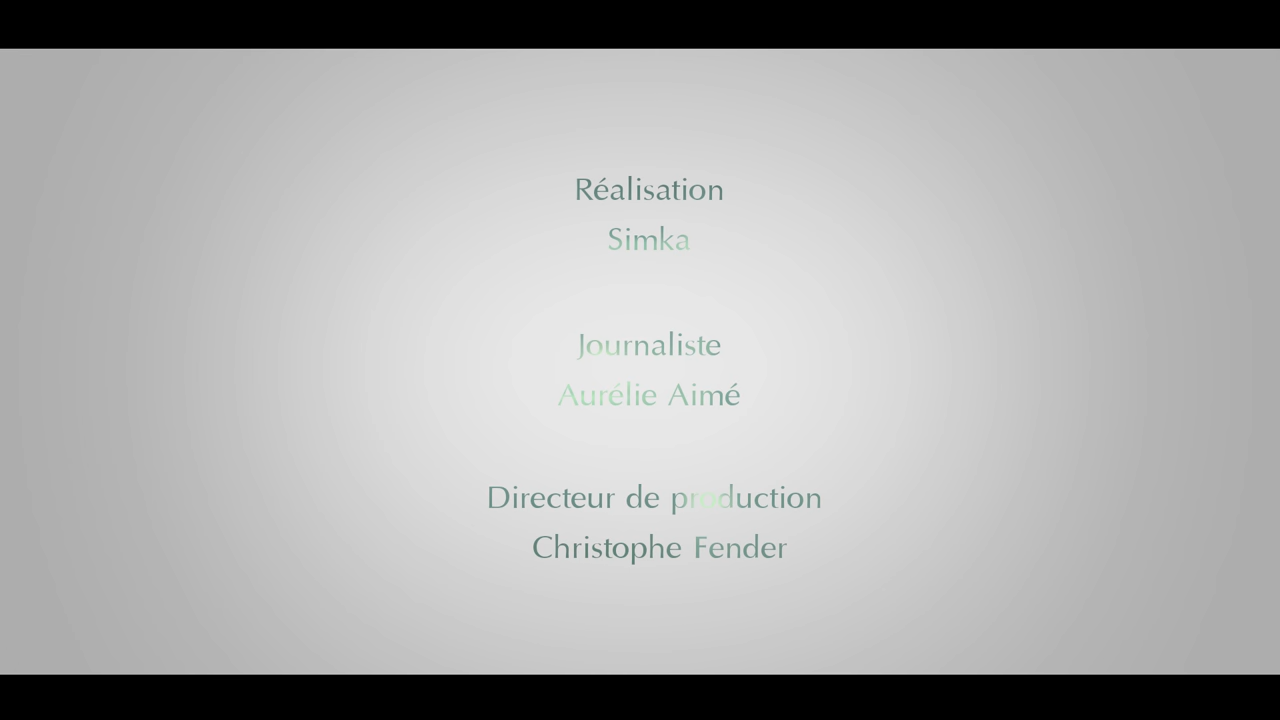 Réalisation
Simka
Journaliste
Aurélie Aimé
Directeur de production
Christophe Fender